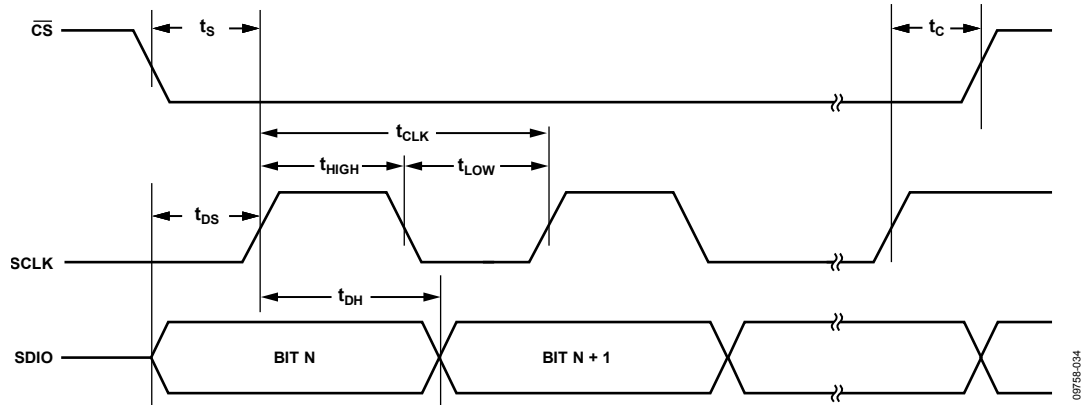 CS tS tC
tCLK
tHIGH tLOW
tDS
SCLK
tDH
SDIO BIT N BIT N + 1
09758-034